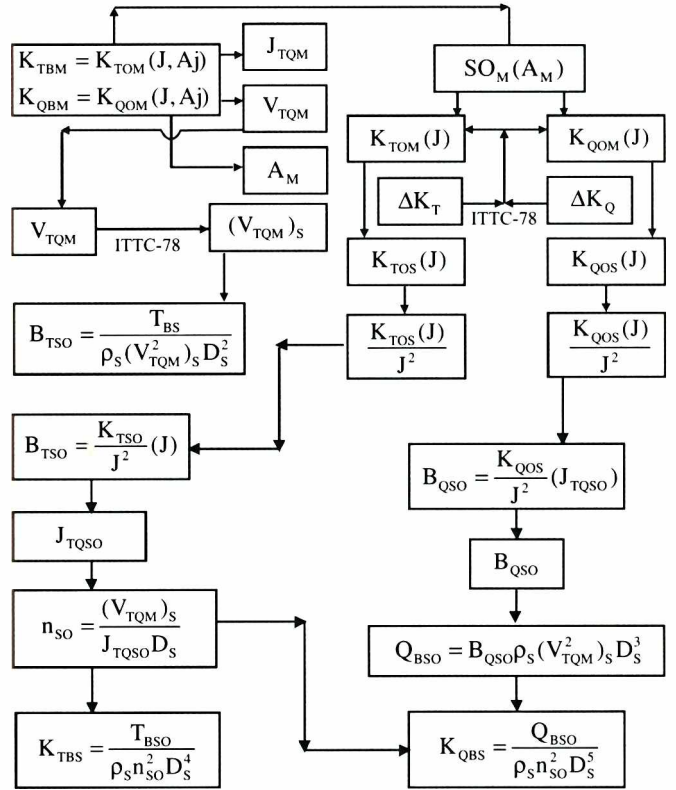 K_TBM = K_TOM (J, Aj)
K_QBM = K_QOM (J, Aj)
J_TQM
V_TQM
A_M
SO_M (A_M)
K_TOM (J)
K_QOM (J)
ΔK_T
ITTC-78
ΔK_Q
V_TQM
ITTC-78
(V_TQM)_S
K_TOS (J)
K_QOS (J)
B_TSO = T_BS / ρ_S (V²_TQM)_S D²_S
K_TOS (J) / J²
K_QOS (J) / J²
B_TSO = K_TSO / J² (J)
B_QSO = K_QOS / J² (J_TQSO)
J_TQSO
B_QSO
n_SO = (V_TQM)_S / J_TQSO D_S
Q_BSO = B_QSO ρ_S (V²_TQM)_S D³_S
K_TBS = T_BSO / ρ_S n²_SO D⁴_S
K_QBS = Q_BSO / ρ_S n²_SO D⁵_S